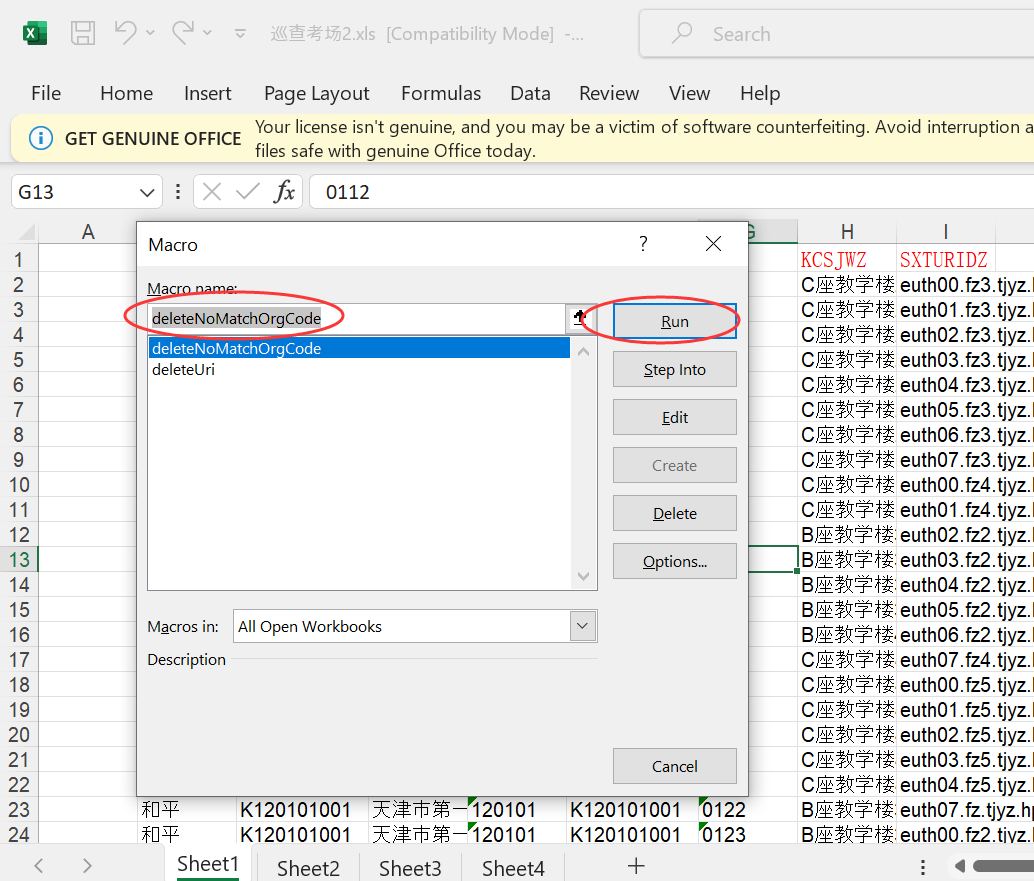 巡查考场2.xls [Compatibility Mode] -...
Search
File Home Insert Page Layout Formulas Data Review View Help
GET GENUINE OFFICE
Your license isn't genuine, and you may be a victim of software counterfeiting. Avoid interruption a
files safe with genuine Office today.
G13
fx
0112
A G H I
Macro
?
Macro name:
deleteNoMatchOrgCode
Run
deleteNoMatchOrgCode
deleteUri
Step Into
Edit
Create
Delete
Options...
Macros in:
All Open Workbooks
Description
Cancel
1 KCSJWZ SXTURIDZ
2 C座教学楼 euth00.fz3.tjyz.
3 C座教学楼 euth01.fz3.tjyz.
4 C座教学楼 euth02.fz3.tjyz.
5 C座教学楼 euth03.fz3.tjyz.
6 C座教学楼 euth04.fz3.tjyz.
7 C座教学楼 euth05.fz3.tjyz.
8 C座教学楼 euth06.fz3.tjyz.
9 C座教学楼 euth07.fz3.tjyz.
10 C座教学楼 euth00.fz4.tjyz.
11 C座教学楼 euth01.fz4.tjyz.
12 B座教学楼 euth02.fz2.tjyz.
13 B座教学楼 euth03.fz2.tjyz.
14 B座教学楼 euth04.fz2.tjyz.
15 B座教学楼 euth05.fz2.tjyz.
16 B座教学楼 euth06.fz2.tjyz.
17 C座教学楼 euth07.fz4.tjyz.
18 C座教学楼 euth00.fz5.tjyz.
19 C座教学楼 euth01.fz5.tjyz.
20 C座教学楼 euth02.fz5.tjyz.
21 C座教学楼 euth03.fz5.tjyz.
22 C座教学楼 euth04.fz5.tjyz.
23 和平 K120101001 天津市第一 120101 K120101001 0122 B座教学楼 euth07.fz.tjyz.hp
24 和平 K120101001 天津市第一 120101 K120101001 0123 B座教学楼 euth00.fz2.tjyz.
Sheet1 Sheet2 Sheet3 Sheet4 +